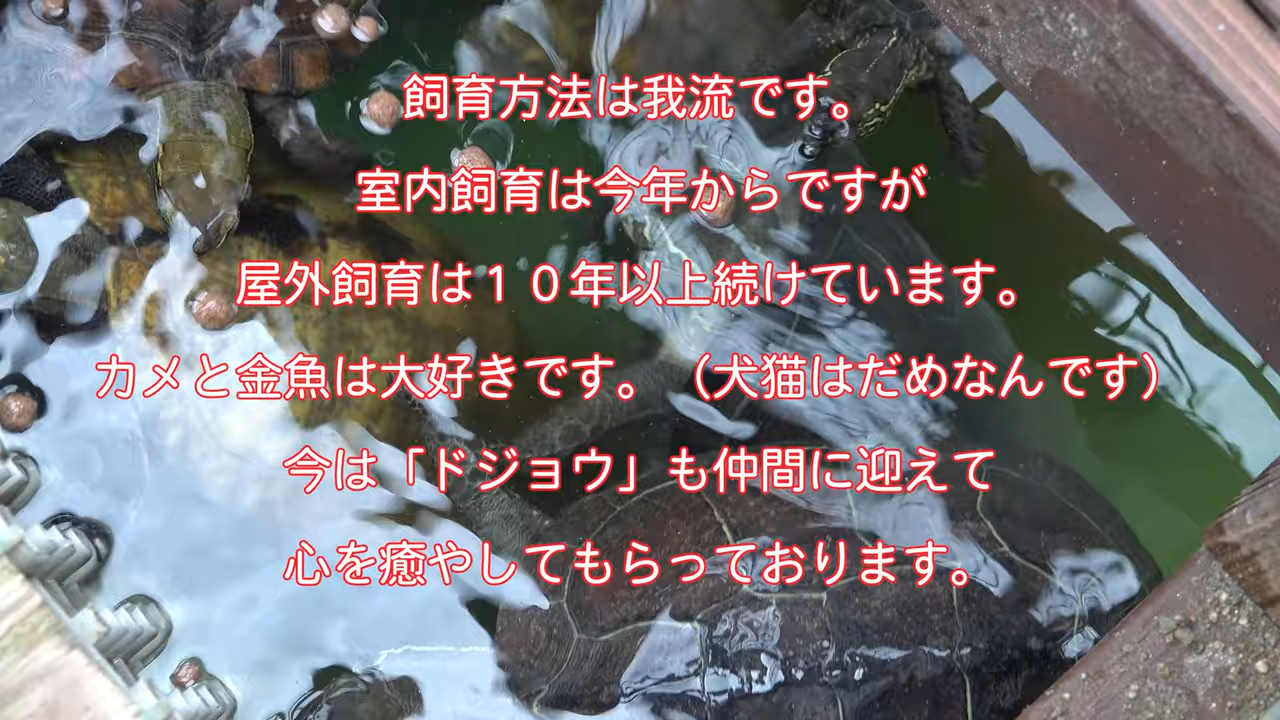 飼育方法は我流です。
室内飼育は今年からですが
屋外飼育は１０年以上続けています。
カメと金魚は大好きです。（犬猫はだめなんです）
今は「ドジョウ」も仲間に迎えて
心を癒やしてもらっております。